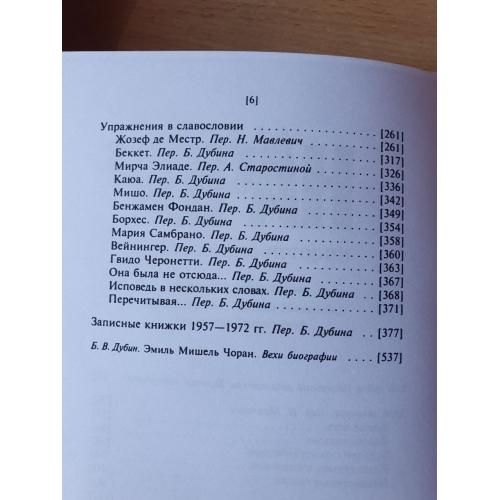 [6]
Упражнения в славословии . . . . . . . . . . . . . . . . . . . [261]
Жозеф де Местр. Пер. Н. Мавлевич . . . . . . . . . . . [261]
Беккет. Пер. Б. Дубина . . . . . . . . . . . . . . . . . . . [317]
Мирча Элиаде. Пер. А. Старостиной . . . . . . . . . . [326]
Каюа. Пер. Б. Дубина . . . . . . . . . . . . . . . . . . . . [336]
Мишо. Пер. Б. Дубина . . . . . . . . . . . . . . . . . . . [342]
Бенжамен Фондан. Пер. Б. Дубина . . . . . . . . . . . [349]
Борхес. Пер. Б. Дубина . . . . . . . . . . . . . . . . . . [354]
Мария Самбрано. Пер. Б. Дубина . . . . . . . . . . . . [358]
Вейнингер. Пер. Б. Дубина . . . . . . . . . . . . . . . . [360]
Гвидо Черонетти. Пер. Б. Дубина . . . . . . . . . . . . [363]
Она была не отсюда... Пер. Б. Дубина . . . . . . . . . [367]
Исповедь в нескольких словах. Пер. Б. Дубина . . [368]
Перечитывая... Пер. Б. Дубина . . . . . . . . . . . . . . [371]
Записные книжки 1957—1972 гг. Пер. Б. Дубина . . [377]
Б. В. Дубин. Эмиль Мишель Чоран. Вехи биографии . . . . [537]